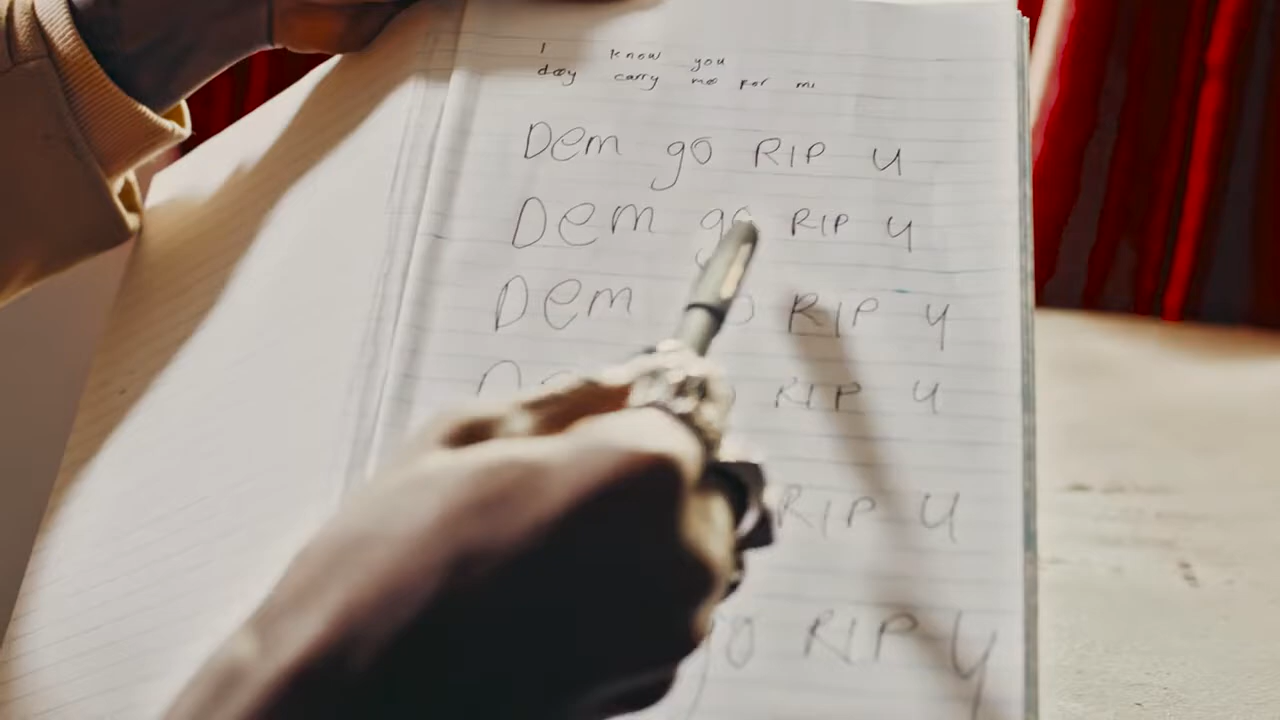 I know you
dey carry me for mi
Dem go RIP U
Dem go RIP U
Dem RIP U
RIP U
RIP U
go RIP U